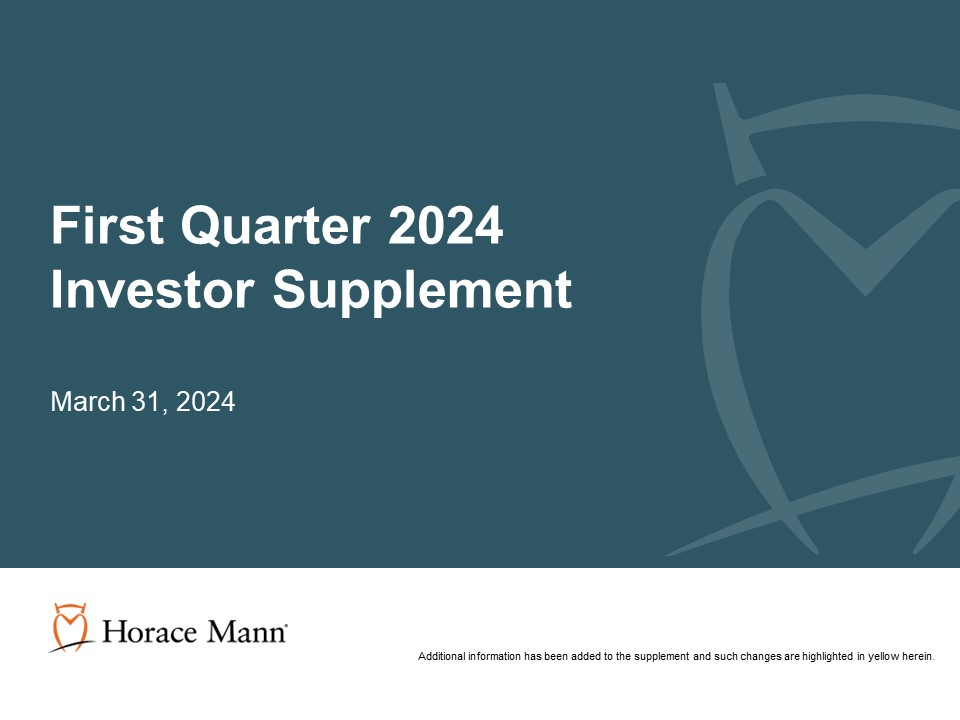 First Quarter 2024
Investor Supplement
March 31, 2024
Horace Mann®
Additional information has been added to the supplement and such changes are highlighted in yellow herein.